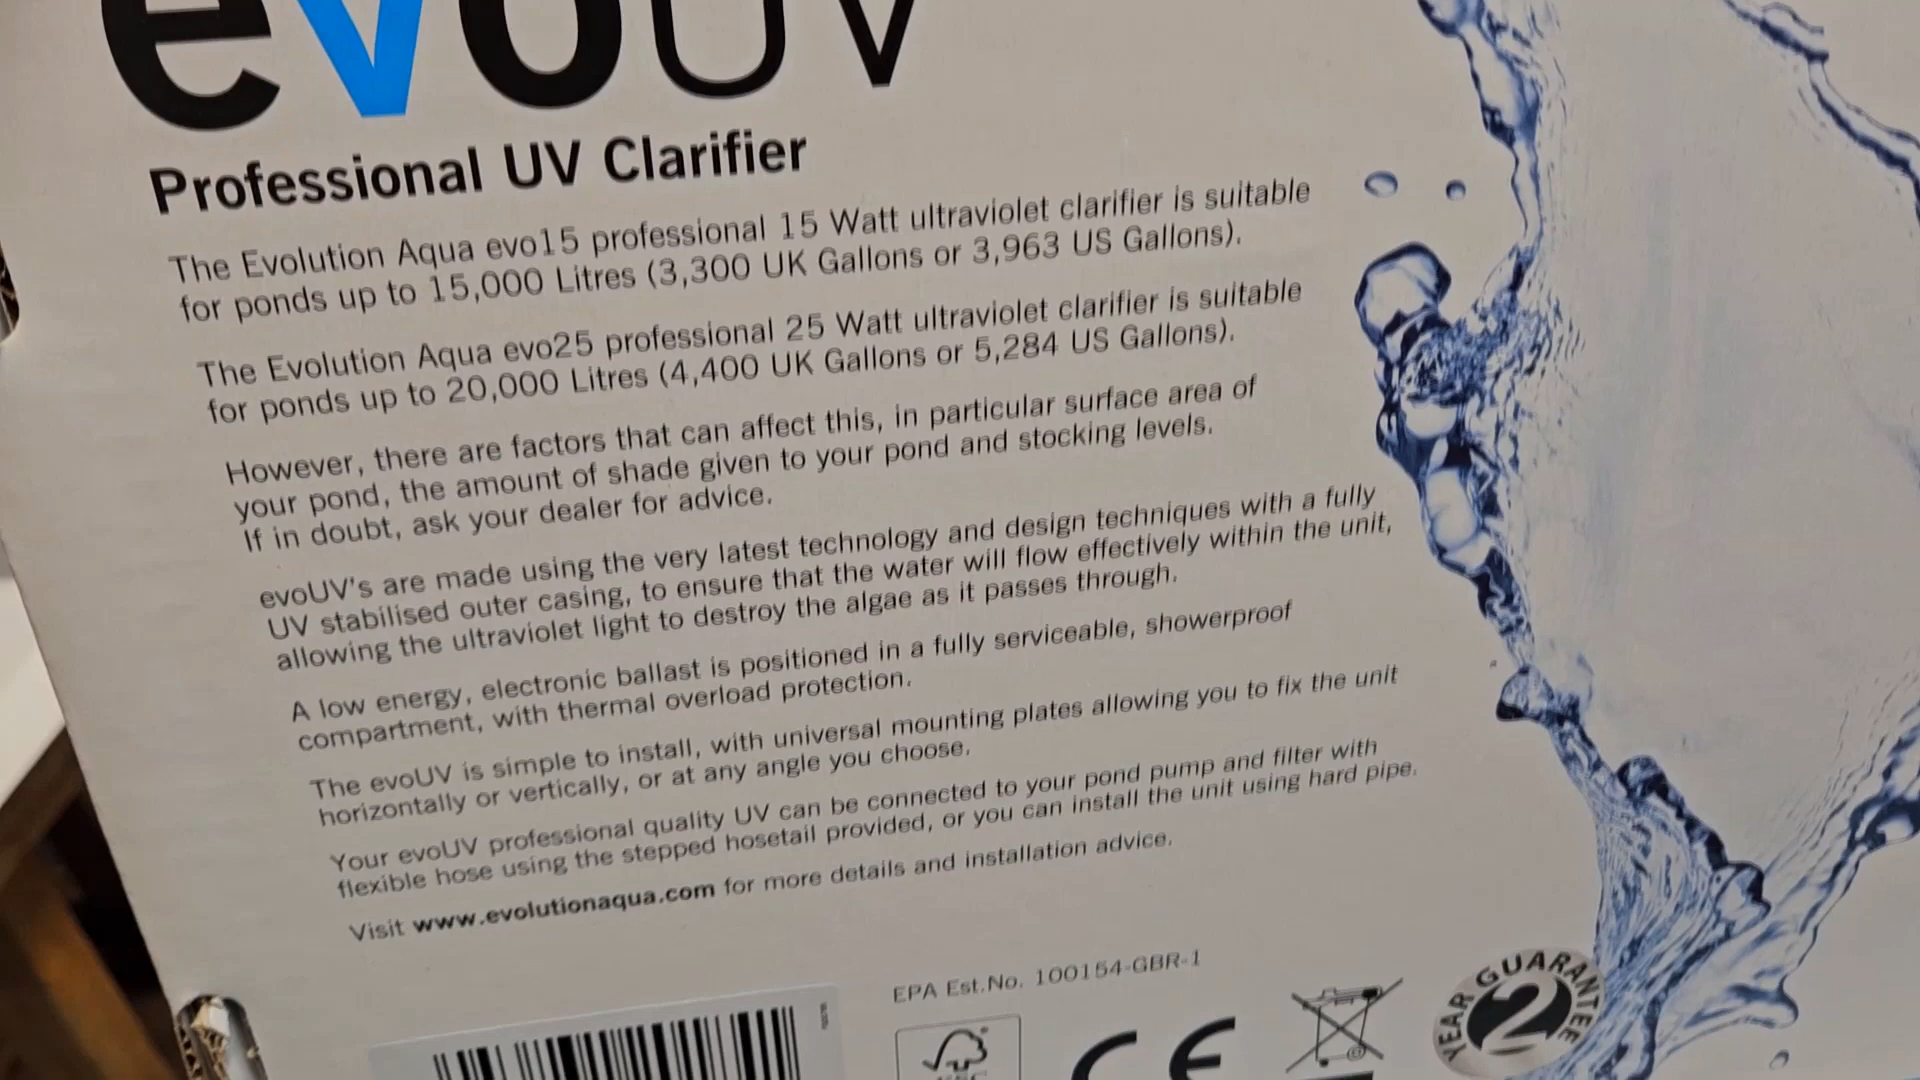 evoUV
Professional UV Clarifier
The Evolution Aqua evo15 professional 15 Watt ultraviolet clarifier is suitable
for ponds up to 15,000 Litres (3,300 UK Gallons or 3,963 US Gallons).
The Evolution Aqua evo25 professional 25 Watt ultraviolet clarifier is suitable
for ponds up to 20,000 Litres (4,400 UK Gallons or 5,284 US Gallons).
However, there are factors that can affect this, in particular surface area of
your pond, the amount of shade given to your pond and stocking levels.
If in doubt, ask your dealer for advice.
evoUV's are made using the very latest technology and design techniques with a fully
UV stabilised outer casing, to ensure that the water will flow effectively within the unit,
allowing the ultraviolet light to destroy the algae as it passes through.
A low energy, electronic ballast is positioned in a fully serviceable, showerproof
compartment, with thermal overload protection.
The evoUV is simple to install, with universal mounting plates allowing you to fix the unit
horizontally or vertically, or at any angle you choose.
Your evoUV professional quality UV can be connected to your pond pump and filter with
flexible hose using the stepped hosetail provided, or you can install the unit using hard pipe.
Visit www.evolutionaqua.com for more details and installation advice.
EPA Est.No. 100154-GBR-1
CE
2 YEAR GUARANTEE